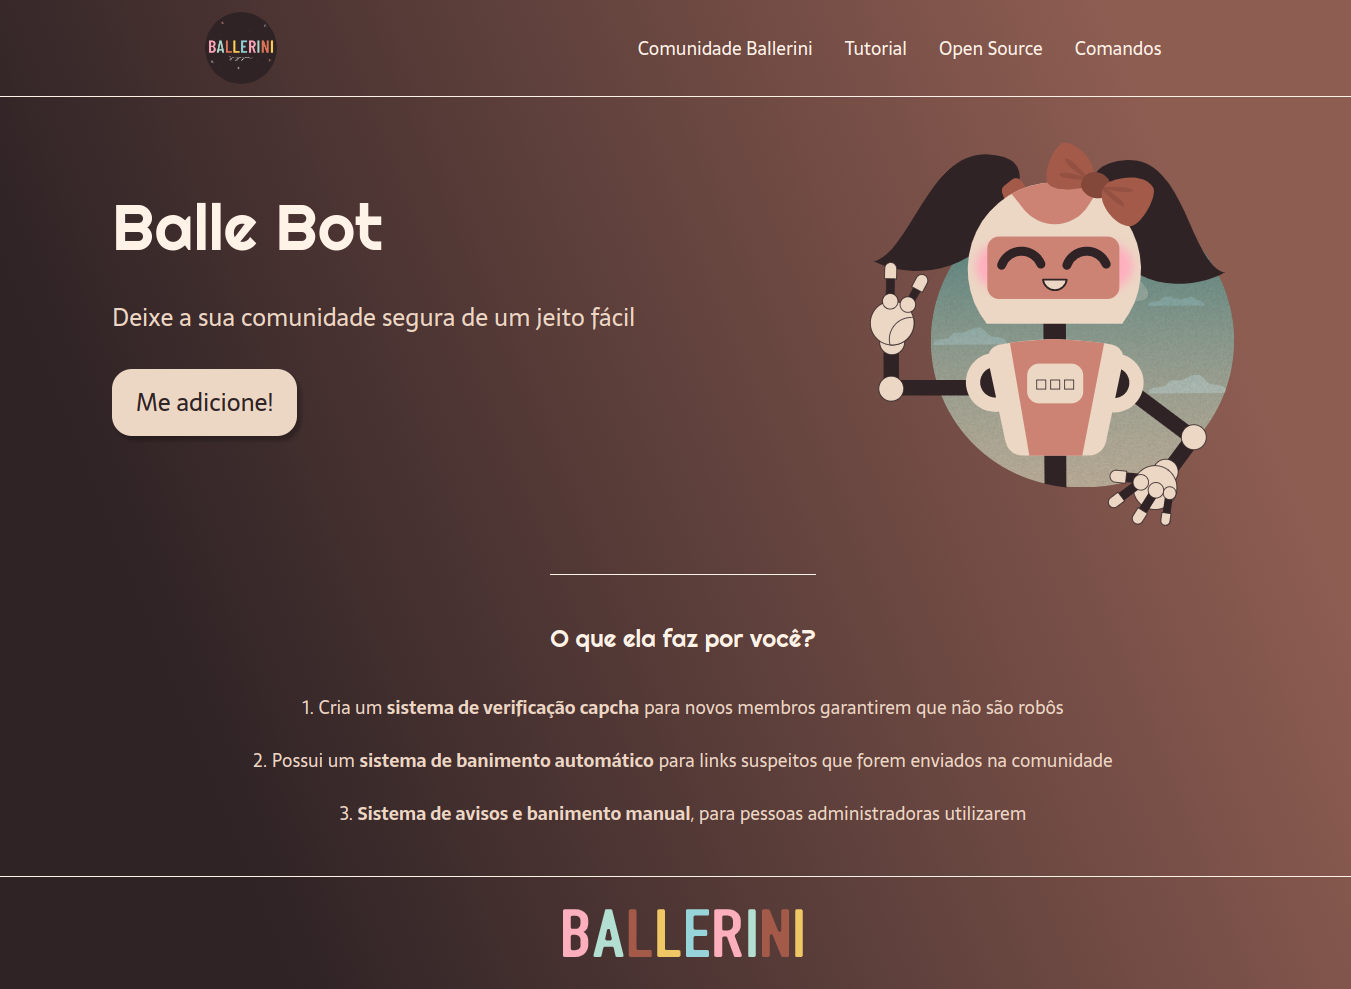 BALLERINI
Comunidade Ballerini Tutorial Open Source Comandos
Balle Bot
Deixe a sua comunidade segura de um jeito fácil
Me adicione!
O que ela faz por você?
1. Cria um sistema de verificação capcha para novos membros garantirem que não são robôs
2. Possui um sistema de banimento automático para links suspeitos que forem enviados na comunidade
3. Sistema de avisos e banimento manual, para pessoas administradoras utilizarem
BALLERINI